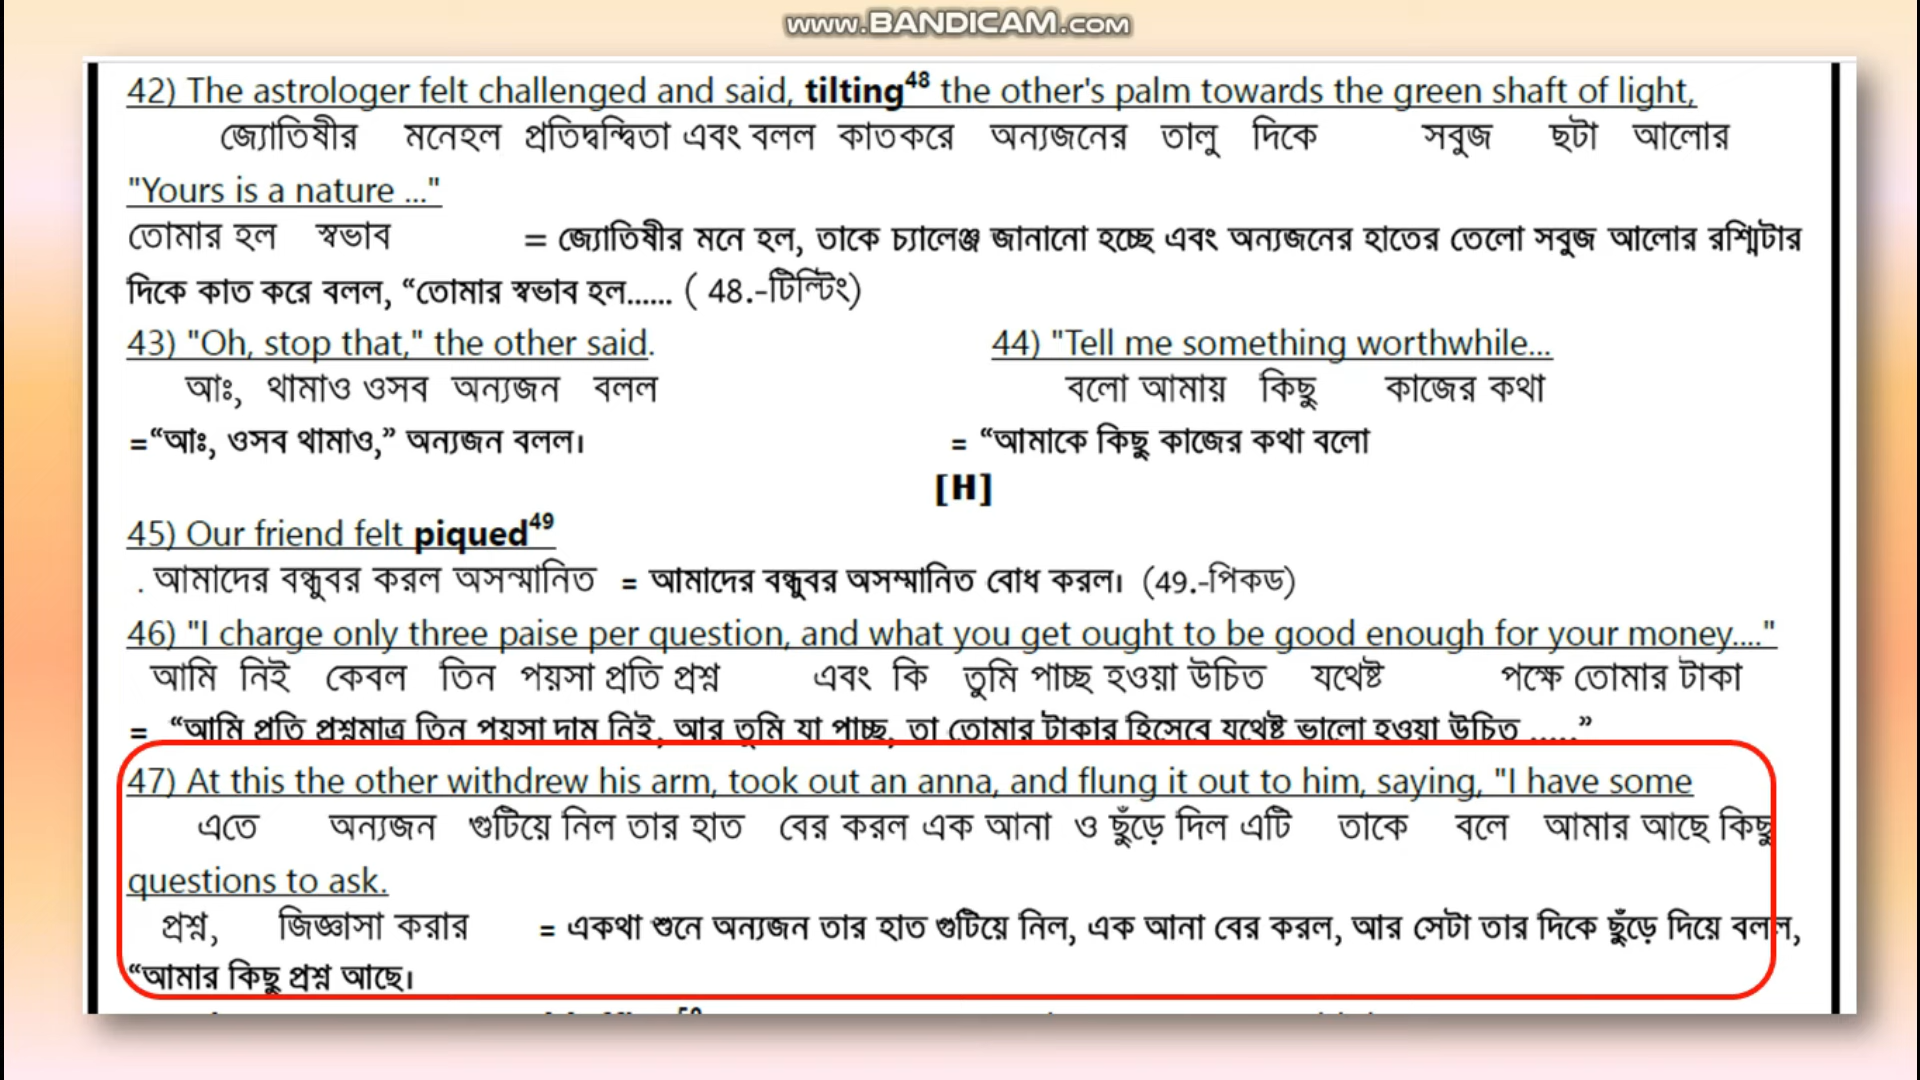 www.BANDICAM.com
42) The astrologer felt challenged and said, tilting48 the other's palm towards the green shaft of light,
জ্যোতিষীর মনেহল প্রতিদ্বন্দ্বিতা এবং বলল কাতকরে অন্যজনের তালু দিকে সবুজ ছটা আলোর
"Yours is a nature ..."
তোমার হল স্বভাব = জ্যোতিষীর মনে হল, তাকে চ্যালেঞ্জ জানানো হচ্ছে এবং অন্যজনের হাতের তেলো সবুজ আলোর রশ্মিটার
দিকে কাত করে বলল, “তোমার স্বভাব হল...... ( 48.-টিল্টিং)
43) "Oh, stop that," the other said. 44) "Tell me something worthwhile...
আঃ, থামাও ওসব অন্যজন বলল বলো আমায় কিছু কাজের কথা
=“আঃ, ওসব থামাও,” অন্যজন বলল। = “আমাকে কিছু কাজের কথা বলো
[H]
45) Our friend felt piqued49
. আমাদের বন্ধুবর করল অসন্মানিত = আমাদের বন্ধুবর অসম্মানিত বোধ করল। (49.-পিকড)
46) "I charge only three paise per question, and what you get ought to be good enough for your money...."
আমি নিই কেবল তিন পয়সা প্রতি প্রশ্ন এবং কি তুমি পাচ্ছ হওয়া উচিত যথেষ্ট পক্ষে তোমার টাকা
= “আমি প্রতি প্রশ্নমাত্র তিন পয়সা দাম নিই, আর তুমি যা পাচ্ছ, তা তোমার টাকার হিসেবে যথেষ্ট ভালো হওয়া উচিত .....”
47) At this the other withdrew his arm, took out an anna, and flung it out to him, saying, "I have some
এতে অন্যজন গুটিয়ে নিল তার হাত বের করল এক আনা ও ছুঁড়ে দিল এটি তাকে বলে আমার আছে কিছু
questions to ask.
প্রশ্ন, জিজ্ঞাসা করার = একথা শুনে অন্যজন তার হাত গুটিয়ে নিল, এক আনা বের করল, আর সেটা তার দিকে ছুঁড়ে দিয়ে বলল,
“আমার কিছু প্রশ্ন আছে।